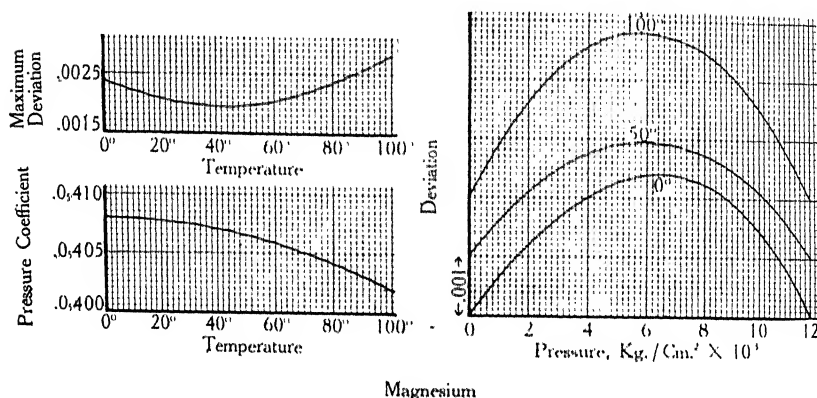 Maximum
Deviation
.0025
.0015
0° 20° 40° 60° 80° 100°
Temperature
Pressure Coefficient
.0₅410
.0₅405
.0₅400
0° 20° 40° 60° 80° 100°
Temperature
Deviation
.001
100°
50°
0°
0 2 4 6 8 10 12
Pressure, Kg./Cm.² × 10³
Magnesium